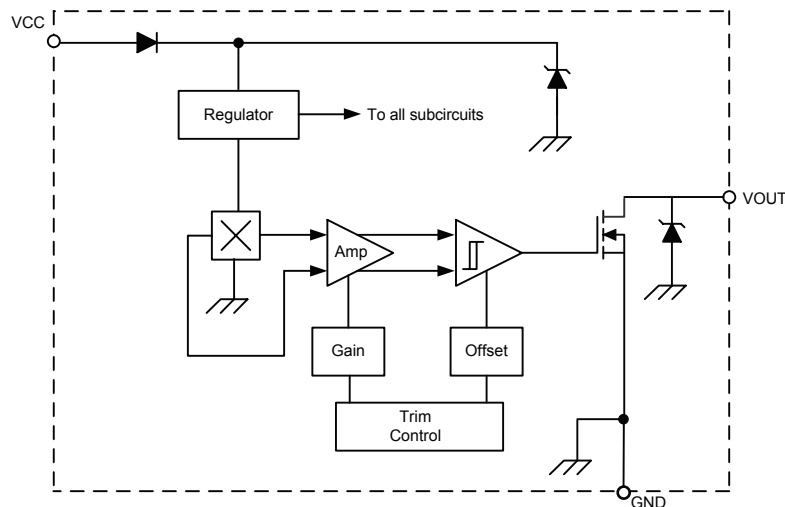 VCC
Regulator
To all subcircuits
VOUT
Amp
Gain
Offset
Trim
Control
GND